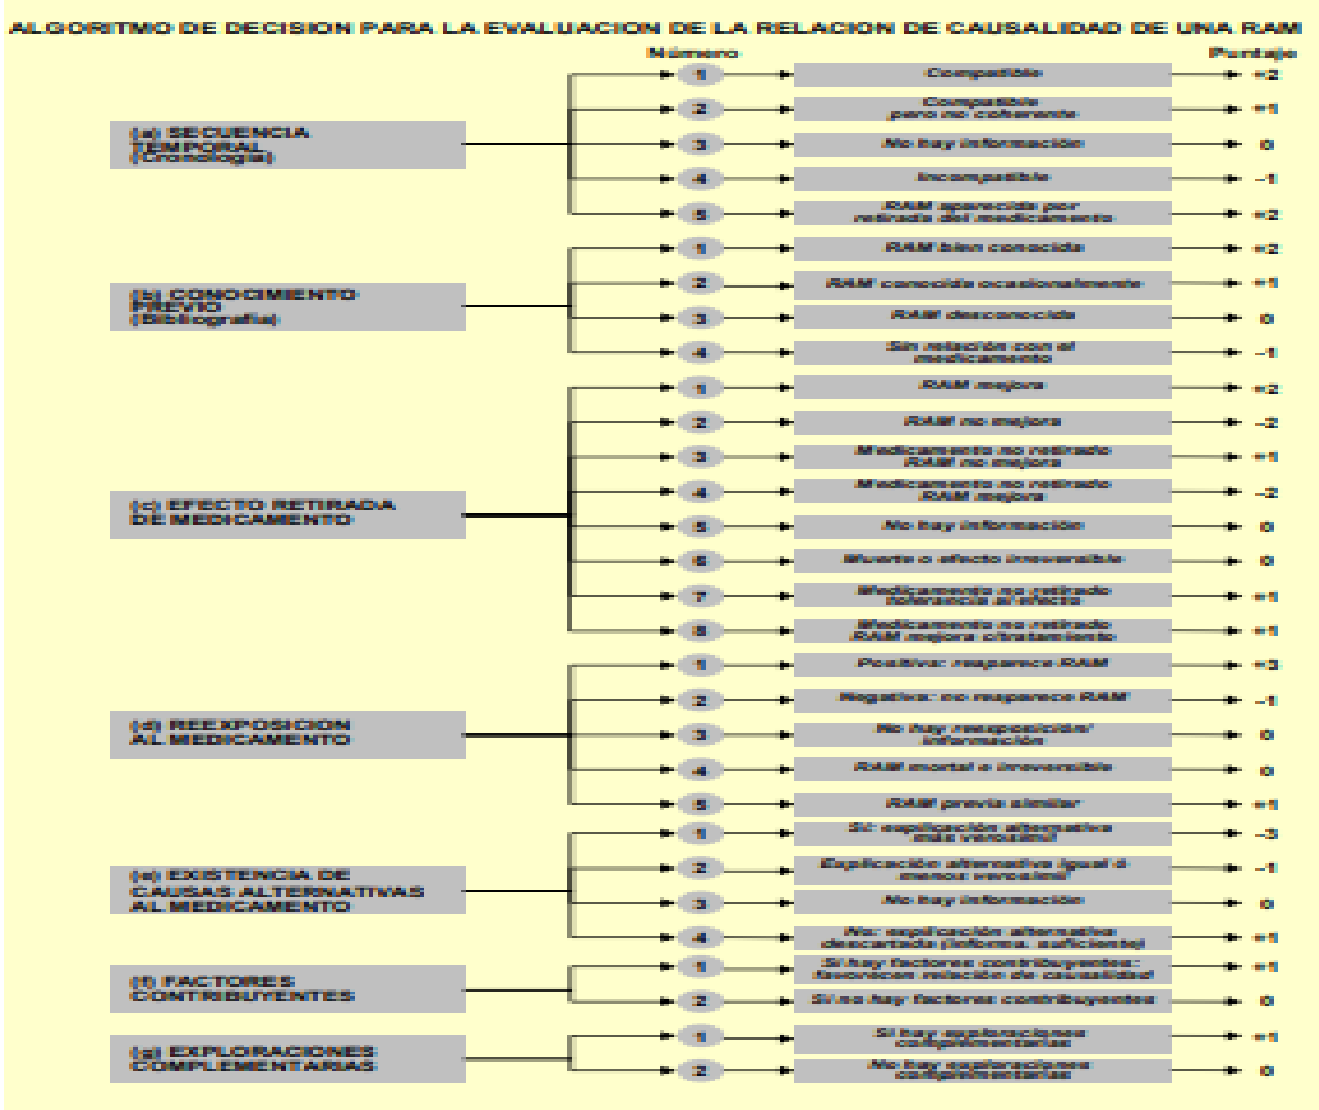 ALGORITMO DE DECISION PARA LA EVALUACION DE LA RELACION DE CAUSALIDAD DE UNA RAM
Número Puntaje
(a) SECUENCIA
TEMPORAL
(Cronología)
1 Compatible +2
2 Compatible
pero no coherente +1
3 No hay información 0
4 Incompatible -1
5 RAM aparecida por
retirada del medicamento +2
(b) CONOCIMIENTO
PREVIO
(Bibliografía)
1 RAM bien conocida +2
2 RAM conocida ocasionalmente +1
3 RAM desconocida 0
4 Sin relación con el
medicamento -1
(c) EFECTO RETIRADA
DE MEDICAMENTO
1 RAM mejora +2
2 RAM no mejora -2
3 Medicamento no retirado
RAM no mejora +1
4 Medicamento no retirado
RAM mejora -2
5 No hay información 0
6 Muerte o efecto irreversible 0
7 Medicamento no retirado
tolerancia al efecto +1
8 Medicamento no retirado
RAM mejora c/tratamiento +1
(d) REEXPOSICION
AL MEDICAMENTO
1 Positiva: reaparece RAM +3
2 Negativa: no reaparece RAM -1
3 No hay reexposición/
información 0
4 RAM mortal o irreversible 0
5 RAM previa similar +1
(e) EXISTENCIA DE
CAUSAS ALTERNATIVAS
AL MEDICAMENTO
1 Sí: explicación alternativa
más verosímil -3
2 Explicación alternativa igual ó
menos verosímil -1
3 No hay información 0
4 No: explicación alternativa
descartada (informa. suficiente) +1
(f) FACTORES
CONTRIBUYENTES
1 Si hay factores contribuyentes:
favorecen relación de causalidad +1
2 Si no hay factores contribuyentes 0
(g) EXPLORACIONES
COMPLEMENTARIAS
1 Si hay exploraciones
complementarias +1
2 No hay exploraciones
complementarias 0